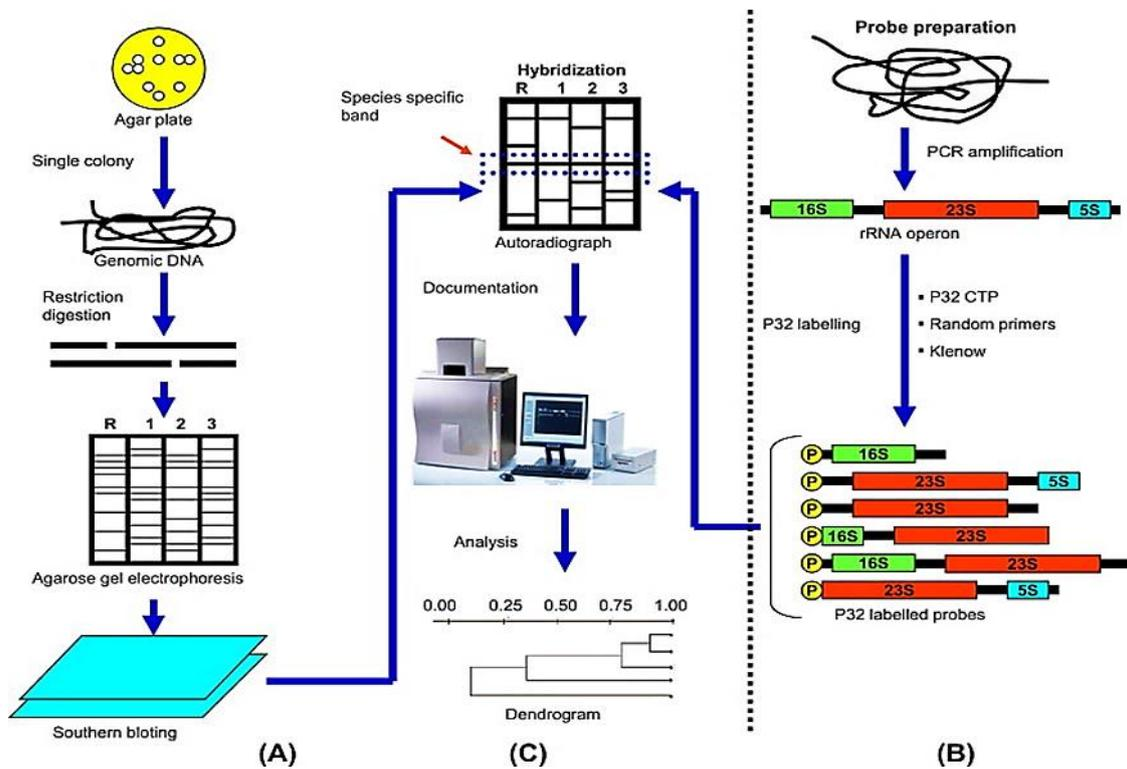 Agar plate
Single colony
Genomic DNA
Restriction
digestion
R 1 2 3
Agarose gel electrophoresis
Southern bloting
(A)
Hybridization
R 1 2 3
Species specific
band
Autoradiograph
Documentation
Analysis
0.00 0.25 0.50 0.75 1.00
Dendrogram
(C)
Probe preparation
PCR amplification
16S 23S 5S
rRNA operon
P32 labelling
▪ P32 CTP
▪ Random primers
▪ Klenow
P 16S
P 23S 5S
P 23S
P 16S 23S
P 16S 23S
P 23S 5S
P32 labelled probes
(B)